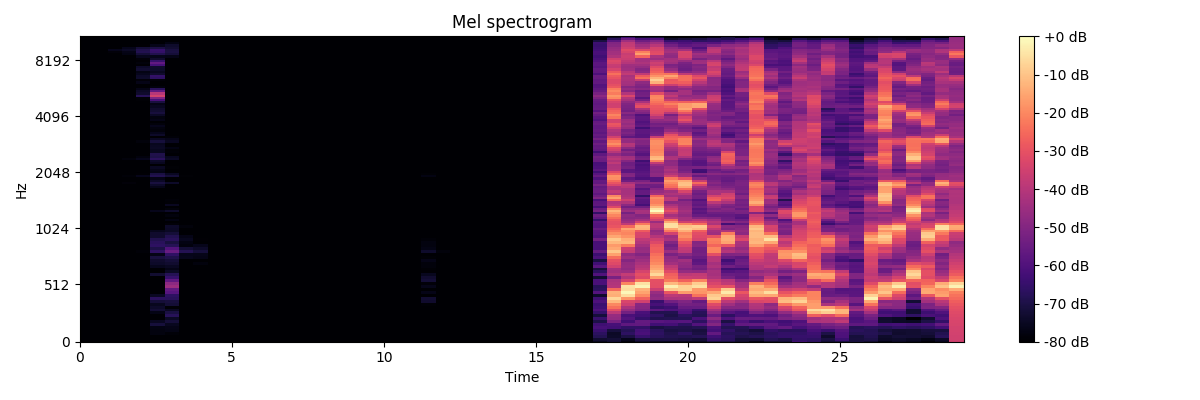 Mel spectrogram
+0 dB
8192
-10 dB
4096
-20 dB
-30 dB
Hz
2048
-40 dB
1024
-50 dB
512
-60 dB
-70 dB
0
-80 dB
0 5 10 15 20 25
Time